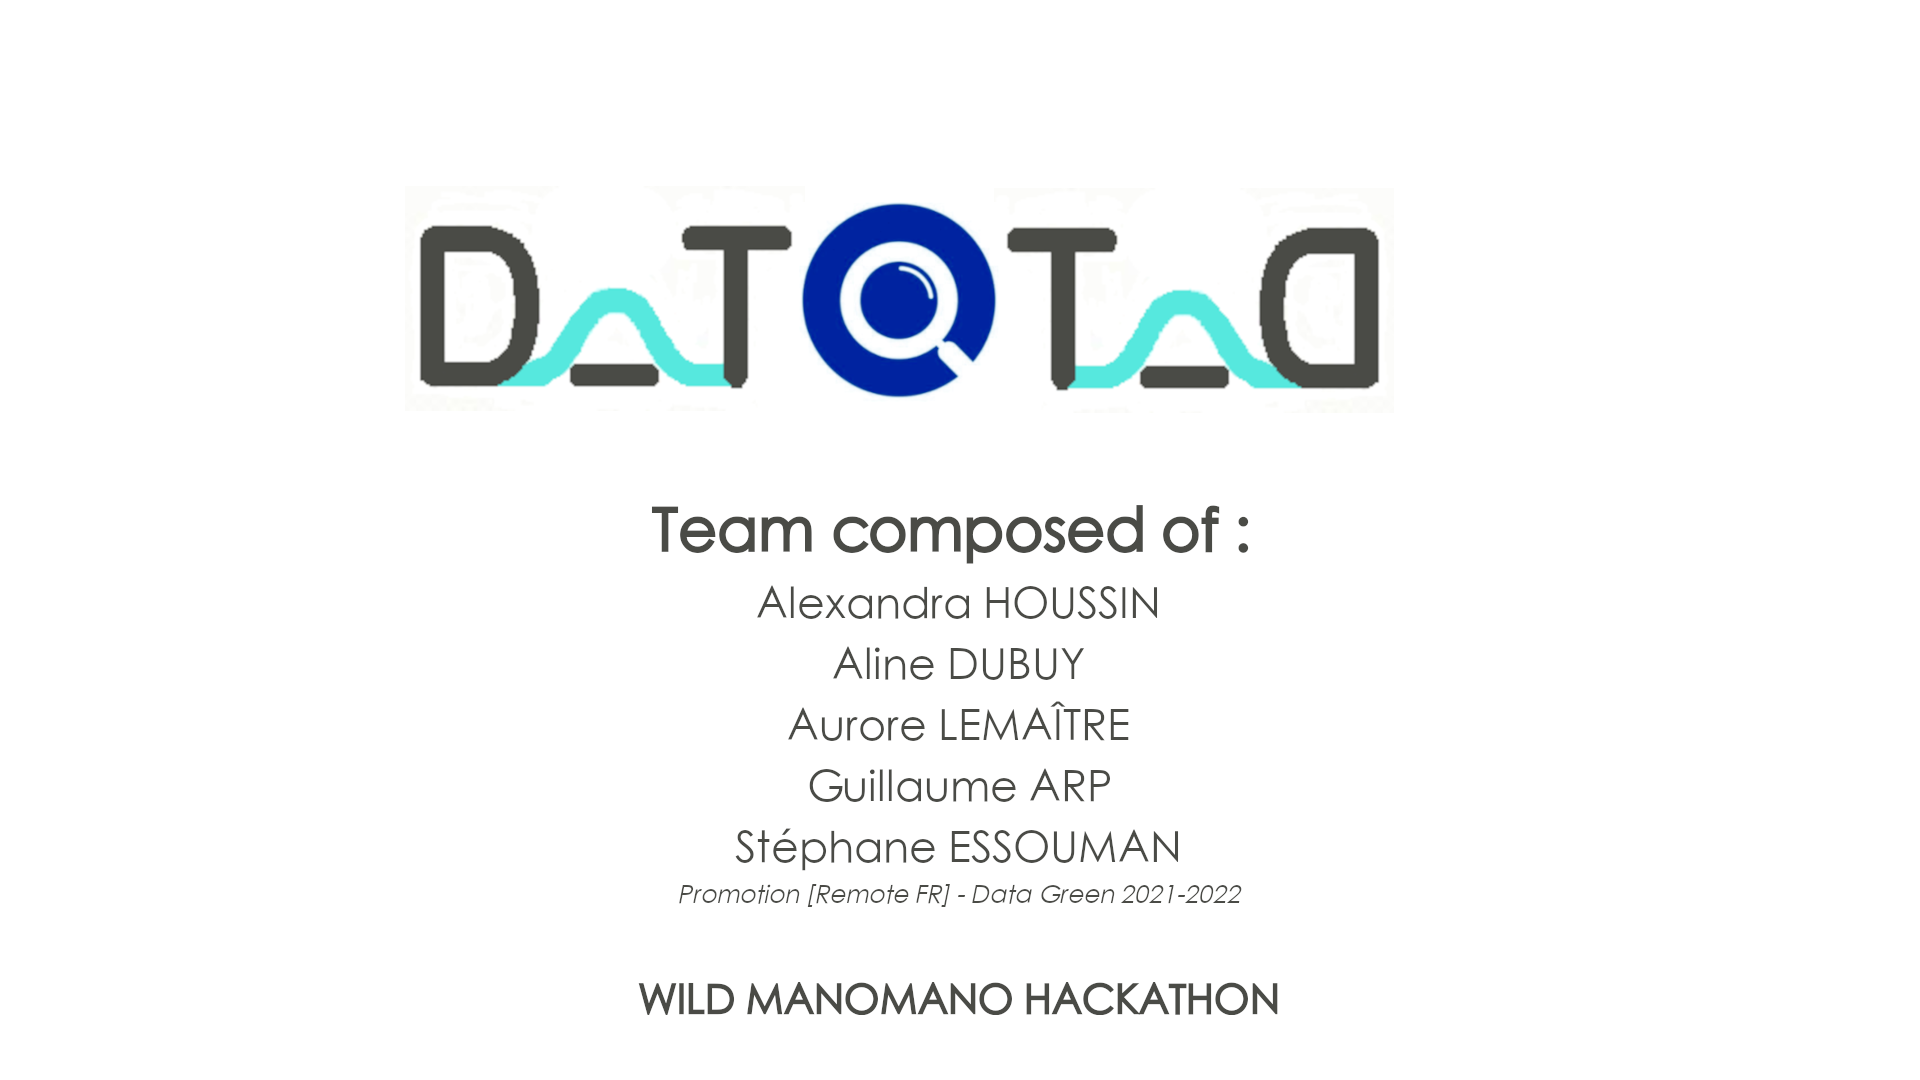 DATOTAD
Team composed of :
Alexandra HOUSSIN
Aline DUBUY
Aurore LEMAÎTRE
Guillaume ARP
Stéphane ESSOUMAN
Promotion [Remote FR] - Data Green 2021-2022
WILD MANOMANO HACKATHON